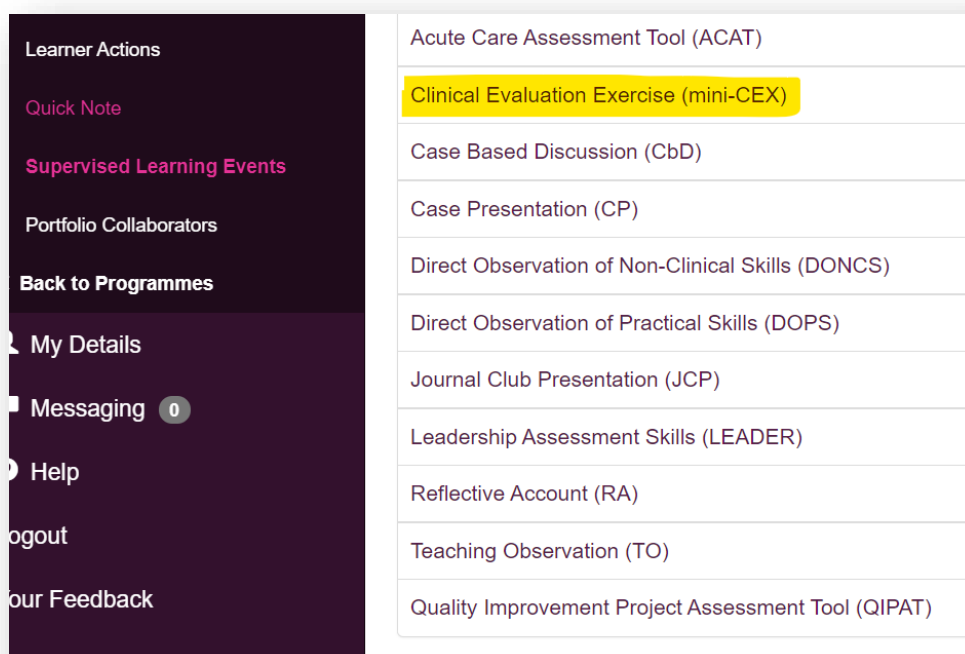 Learner Actions
Quick Note
Supervised Learning Events
Portfolio Collaborators
Back to Programmes
My Details
Messaging 0
Help
ogout
our Feedback
Acute Care Assessment Tool (ACAT)
Clinical Evaluation Exercise (mini-CEX)
Case Based Discussion (CbD)
Case Presentation (CP)
Direct Observation of Non-Clinical Skills (DONCS)
Direct Observation of Practical Skills (DOPS)
Journal Club Presentation (JCP)
Leadership Assessment Skills (LEADER)
Reflective Account (RA)
Teaching Observation (TO)
Quality Improvement Project Assessment Tool (QIPAT)